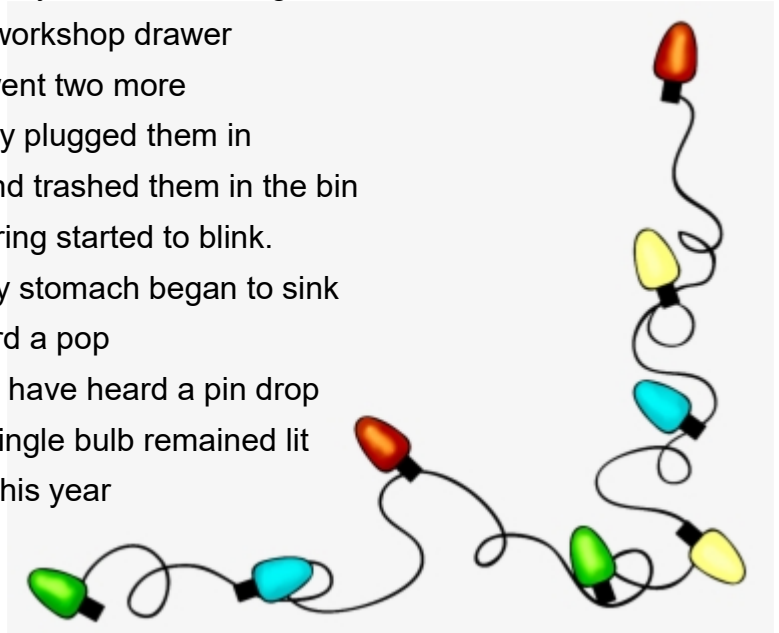 workshop drawer
ent two more
y plugged them in
nd trashed them in the bin
ring started to blink.
y stomach began to sink
rd a pop
have heard a pin drop
ingle bulb remained lit
his year